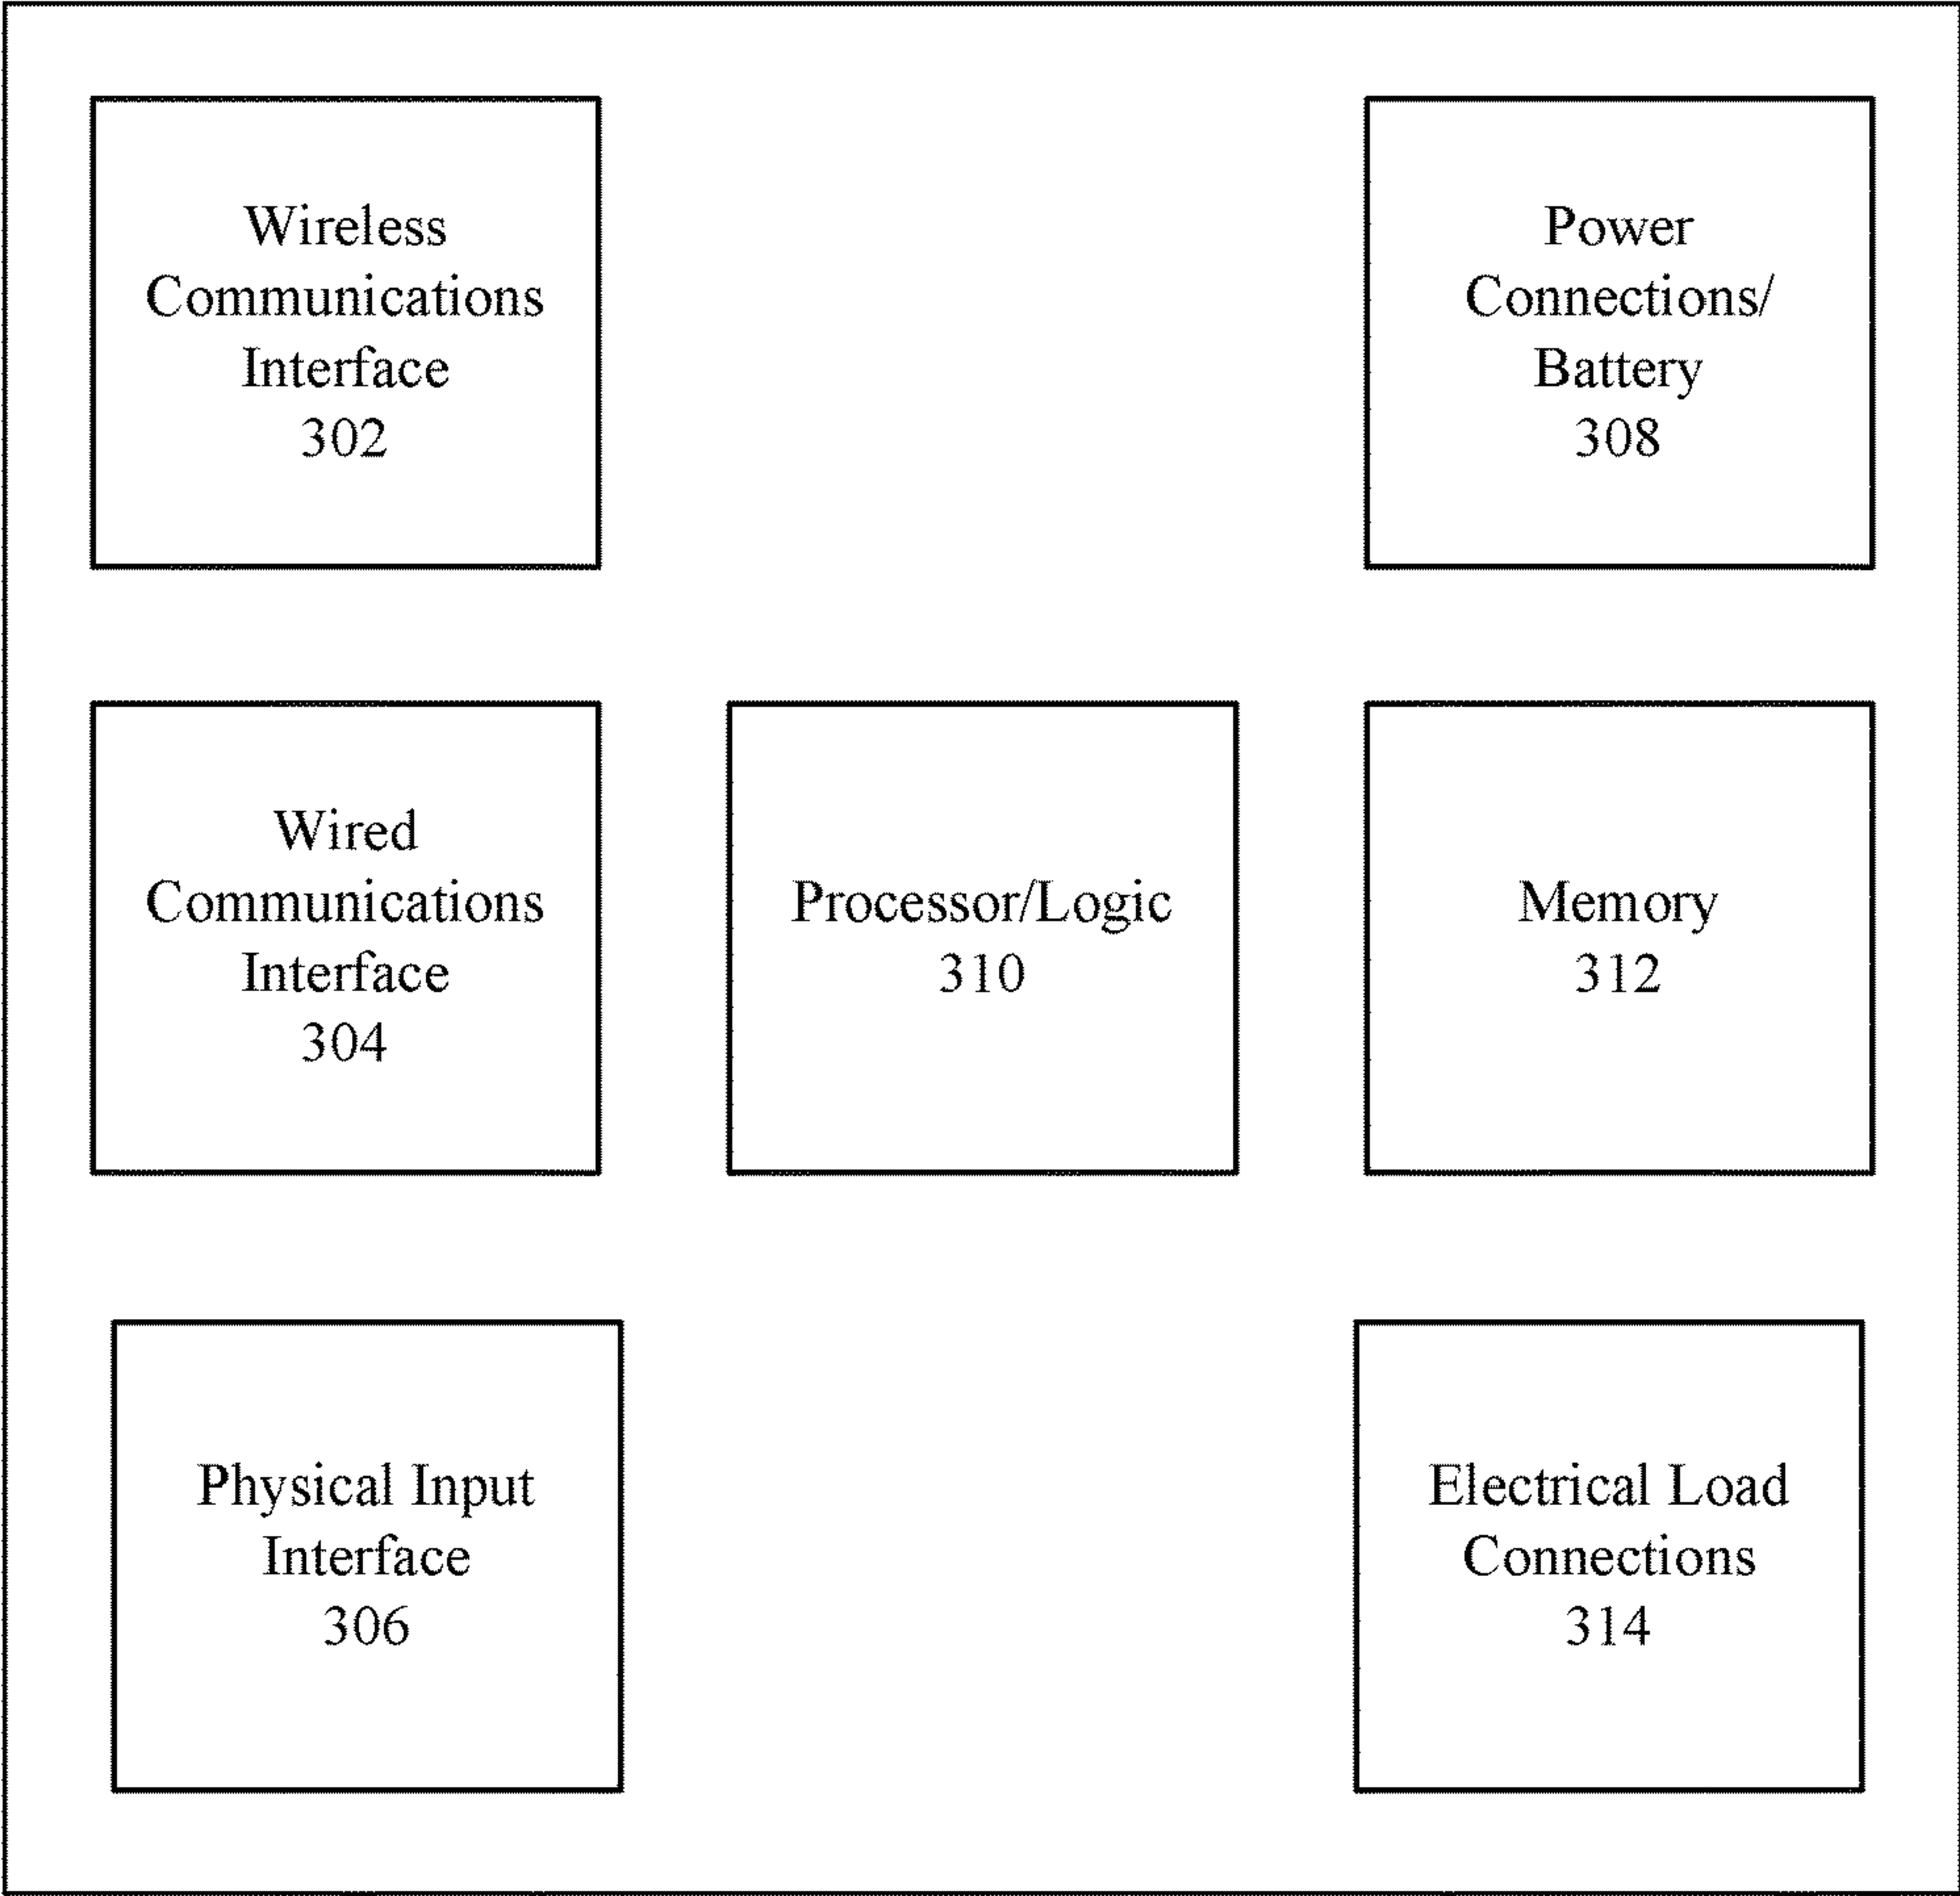 Wireless
Communications
Interface
302
Power
Connections/
Battery
308
Wired
Communications
Interface
304
Processor/Logic
310
Memory
312
Physical Input
Interface
306
Electrical Load
Connections
314